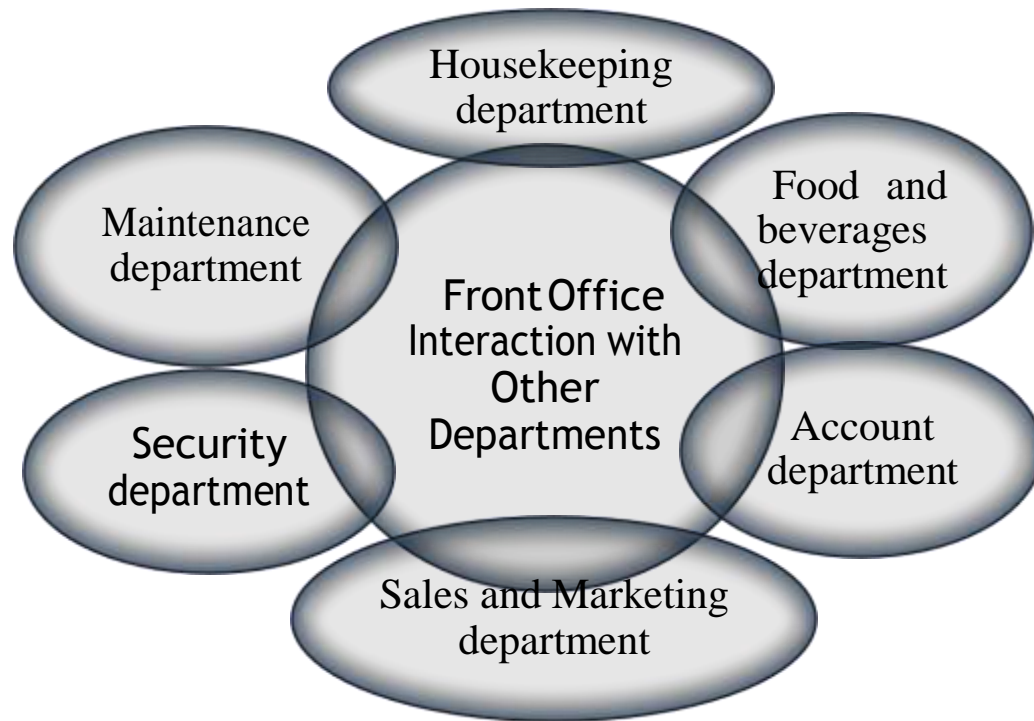 Housekeeping
department
Food and
beverages
department
Maintenance
department
Front Office
Interaction with
Other
Departments
Account
department
Security
department
Sales and Marketing
department